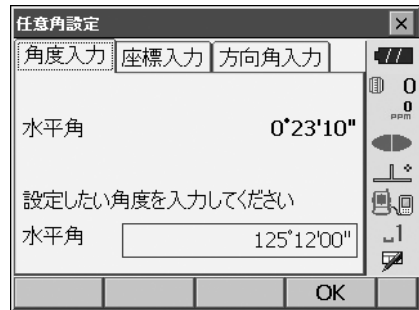 任意角設定
角度入力 座標入力 方向角入力
0
0
ppm
水平角 0°23'10"
設定したい角度を入力してください
水平角 125°12'00"
1
OK